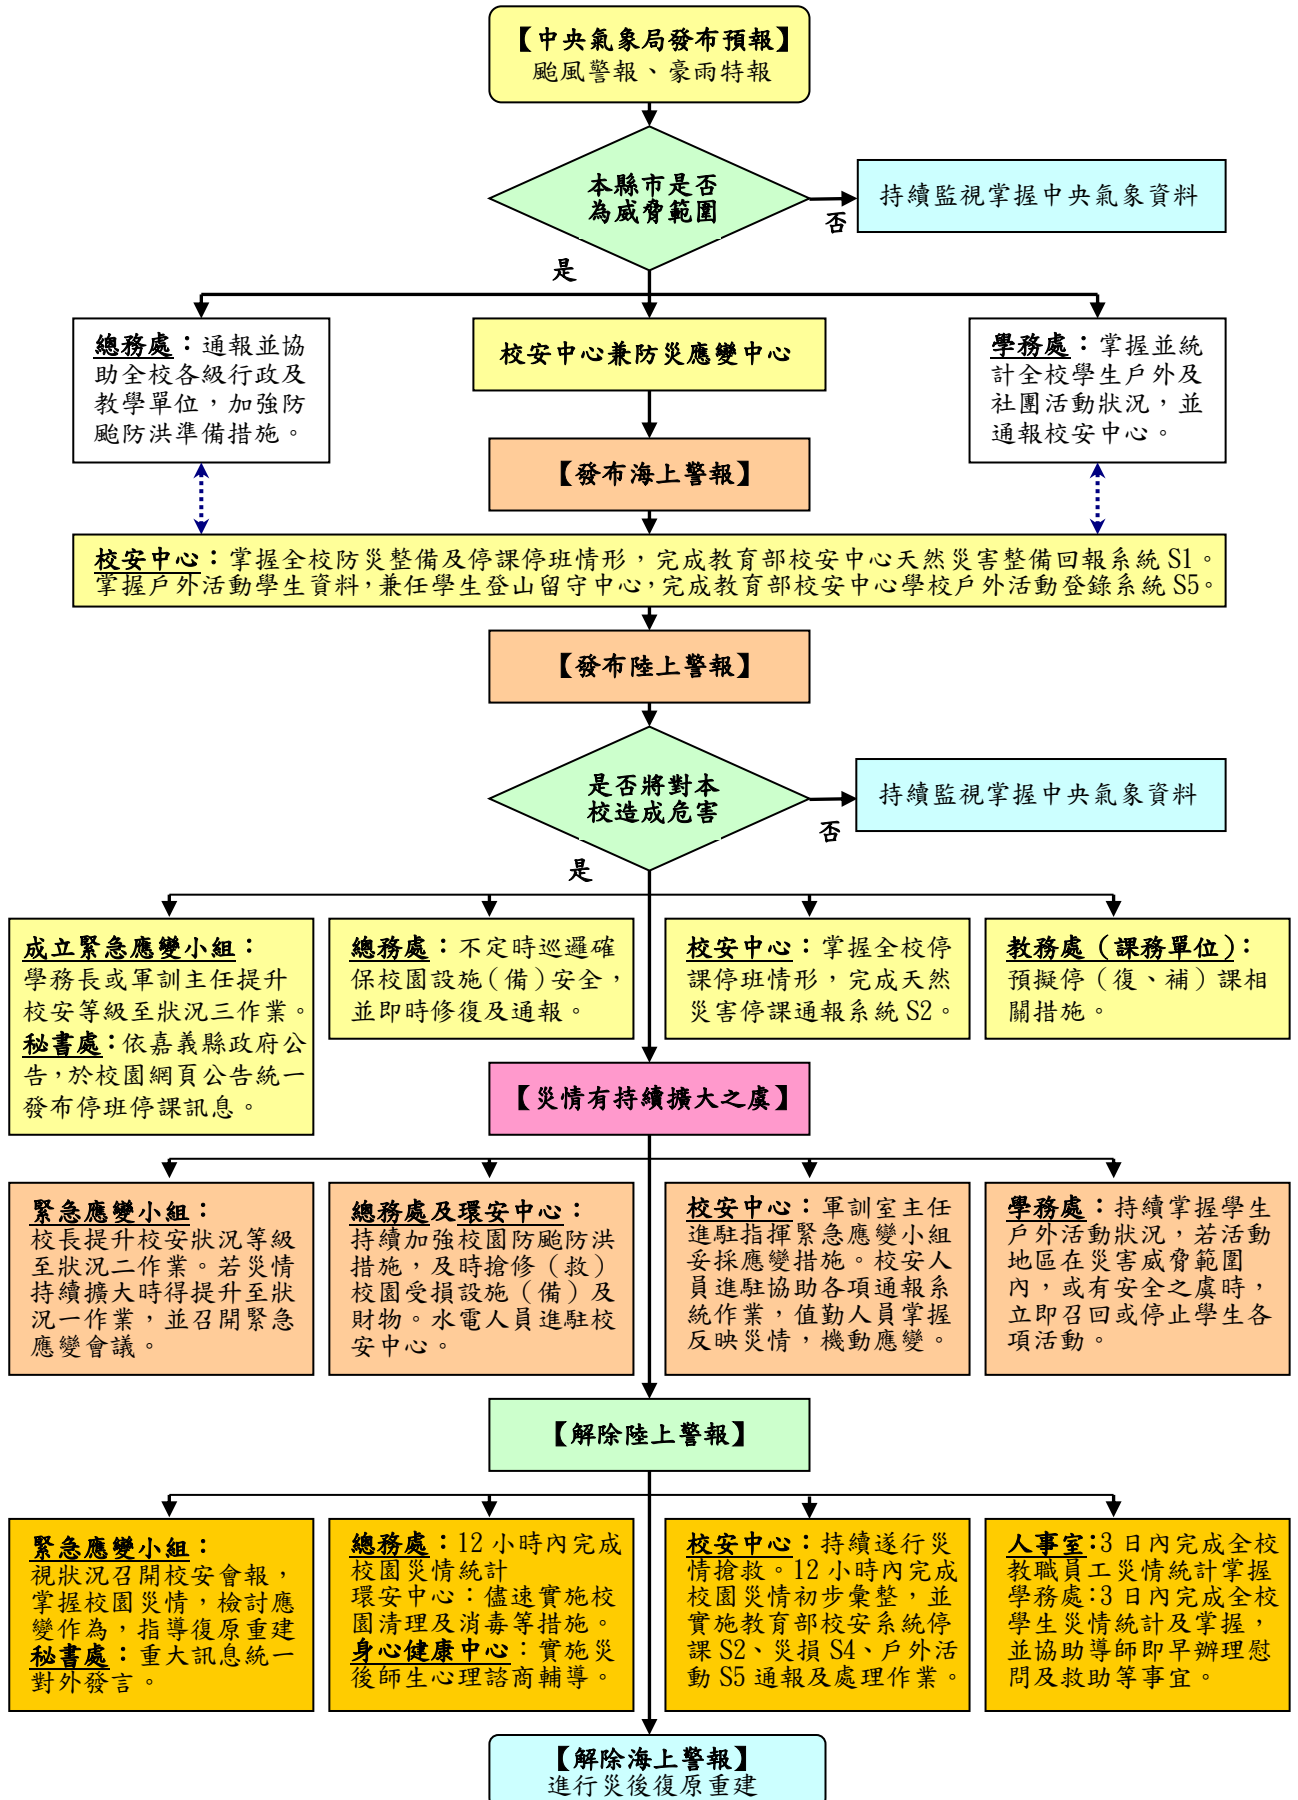 【中央氣象局發布預報】
颱風警報、豪雨特報
本縣市是否
為威脅範圍
否
持續監視掌握中央氣象資料
是
總務處：通報並協
助全校各級行政及
教學單位，加強防
颱防洪準備措施。
校安中心兼防災應變中心
學務處：掌握並統
計全校學生戶外及
社團活動狀況，並
通報校安中心。
【發布海上警報】
校安中心：掌握全校防災整備及停課停班情形，完成教育部校安中心天然災害整備回報系統 S1。
掌握戶外活動學生資料，兼任學生登山留守中心，完成教育部校安中心學校戶外活動登錄系統 S5。
【發布陸上警報】
是否將對本
校造成危害
否
持續監視掌握中央氣象資料
是
成立緊急應變小組：
學務長或軍訓主任提升
校安等級至狀況三作業。
秘書處：依嘉義縣政府公
告，於校園網頁公告統一
發布停班停課訊息。
總務處：不定時巡邏確
保校園設施（備）安全，
並即時修復及通報。
校安中心：掌握全校停
課停班情形，完成天然
災害停課通報系統 S2。
教務處（課務單位）：
預擬停（復、補）課相
關措施。
【災情有持續擴大之虞】
緊急應變小組：
校長提升校安狀況等級
至狀況二作業。若災情
持續擴大時得提升至狀
況一作業，並召開緊急
應變會議。
總務處及環安中心：
持續加強校園防颱防洪
措施，及時搶修（救）
校園受損設施（備）及
財物。水電人員進駐校
安中心。
校安中心：軍訓室主任
進駐指揮緊急應變小組
妥採應變措施。校安人
員進駐協助各項通報系
統作業，值勤人員掌握
反映災情，機動應變。
學務處：持續掌握學生
戶外活動狀況，若活動
地區在災害威脅範圍
內，或有安全之虞時，
立即召回或停止學生各
項活動。
【解除陸上警報】
緊急應變小組：
視狀況召開校安會報，
掌握校園災情，檢討應
變作為，指導復原重建
秘書處：重大訊息統一
對外發言。
總務處：12 小時內完成
校園災情統計
環安中心：儘速實施校
園清理及消毒等措施。
身心健康中心：實施災
後師生心理諮商輔導。
校安中心：持續遂行災
情搶救。12 小時內完成
校園災情初步彙整，並
實施教育部校安系統停
課 S2、災損 S4、戶外活
動 S5 通報及處理作業。
人事室：3 日內完成全校
教職員工災情統計掌握
學務處：3 日內完成全校
學生災情統計及掌握，
並協助導師即早辦理慰
問及救助等事宜。
【解除海上警報】
進行災後復原重建